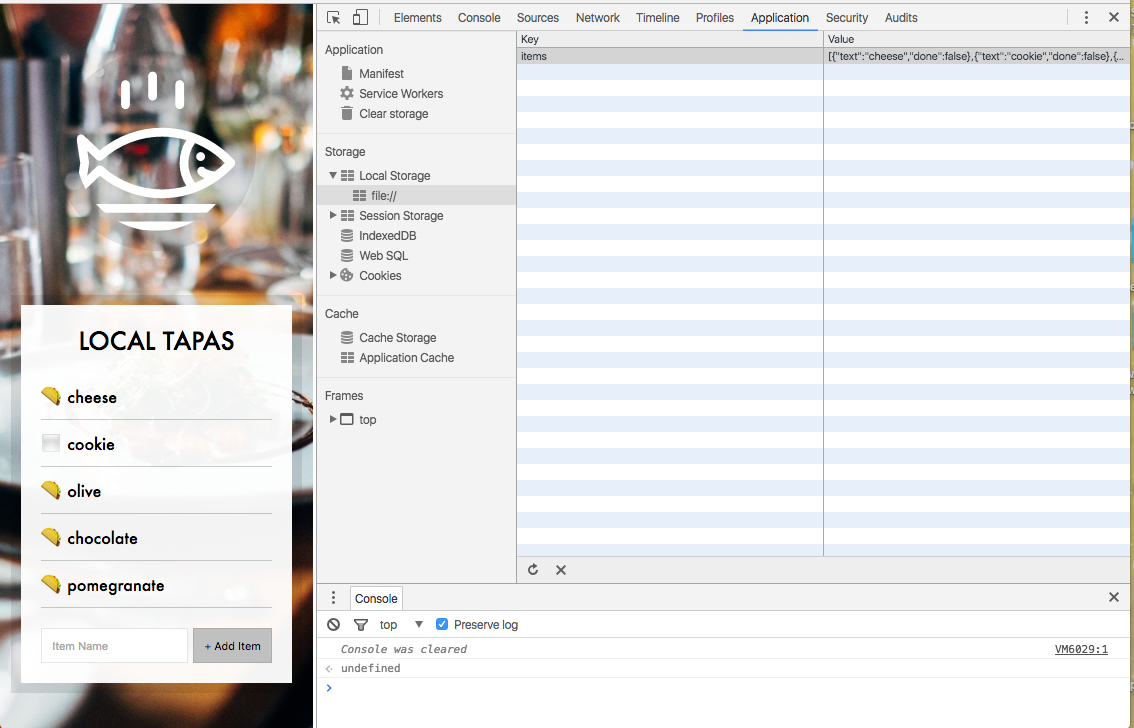 LOCAL TAPAS
cheese
cookie
olive
chocolate
pomegranate
Item Name
+ Add Item
Elements Console Sources Network Timeline Profiles Application Security Audits
Application
Manifest
Service Workers
Clear storage
Storage
Local Storage
file://
Session Storage
IndexedDB
Web SQL
Cookies
Cache
Cache Storage
Application Cache
Frames
top
Key Value
items [{"text":"cheese","done":false},{"text":"cookie","done":false},{…
Console
top Preserve log
Console was cleared VM6029:1
undefined